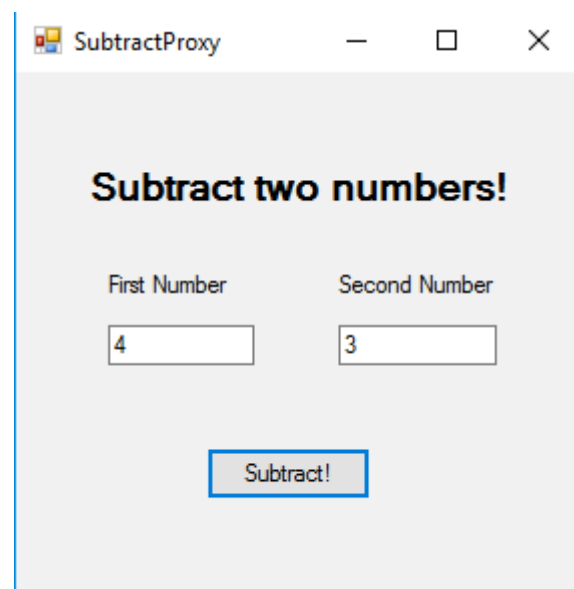 SubtractProxy
Subtract two numbers!
First Number Second Number
4 3
Subtract!